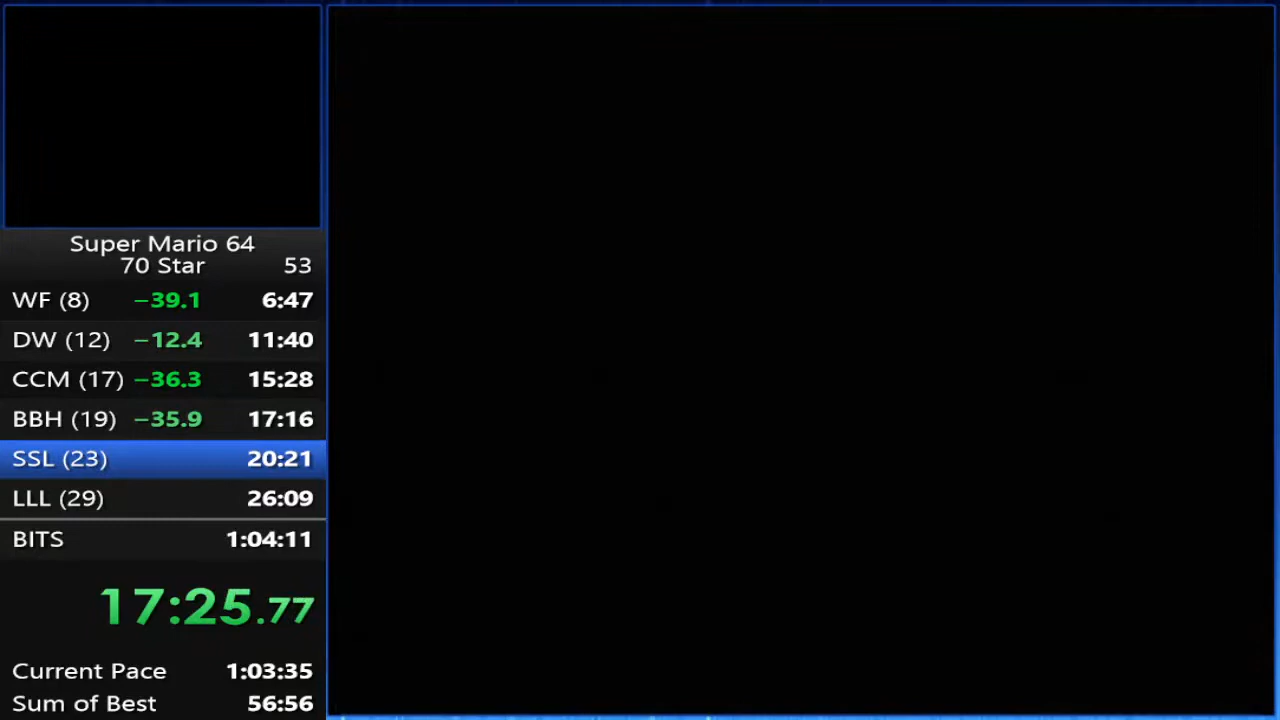 Super Mario 64
70 Star 53
WF (8) −39.1 6:47
DW (12) −12.4 11:40
CCM (17) −36.3 15:28
BBH (19) −35.9 17:16
SSL (23) 20:21
LLL (29) 26:09
BITS 1:04:11
17:25.77
Current Pace 1:03:35
Sum of Best 56:56